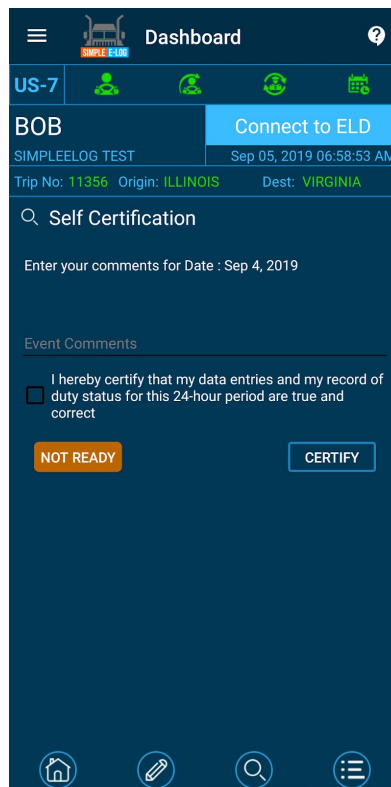 Dashboard
SIMPLE E-LOG
US-7
BOB
Connect to ELD
SIMPLEELOG TEST
Sep 05, 2019 06:58:53 AM
Trip No: 11356 Origin: ILLINOIS Dest: VIRGINIA
Self Certification
Enter your comments for Date : Sep 4, 2019
Event Comments
I hereby certify that my data entries and my record of
duty status for this 24-hour period are true and
correct
NOT READY
CERTIFY